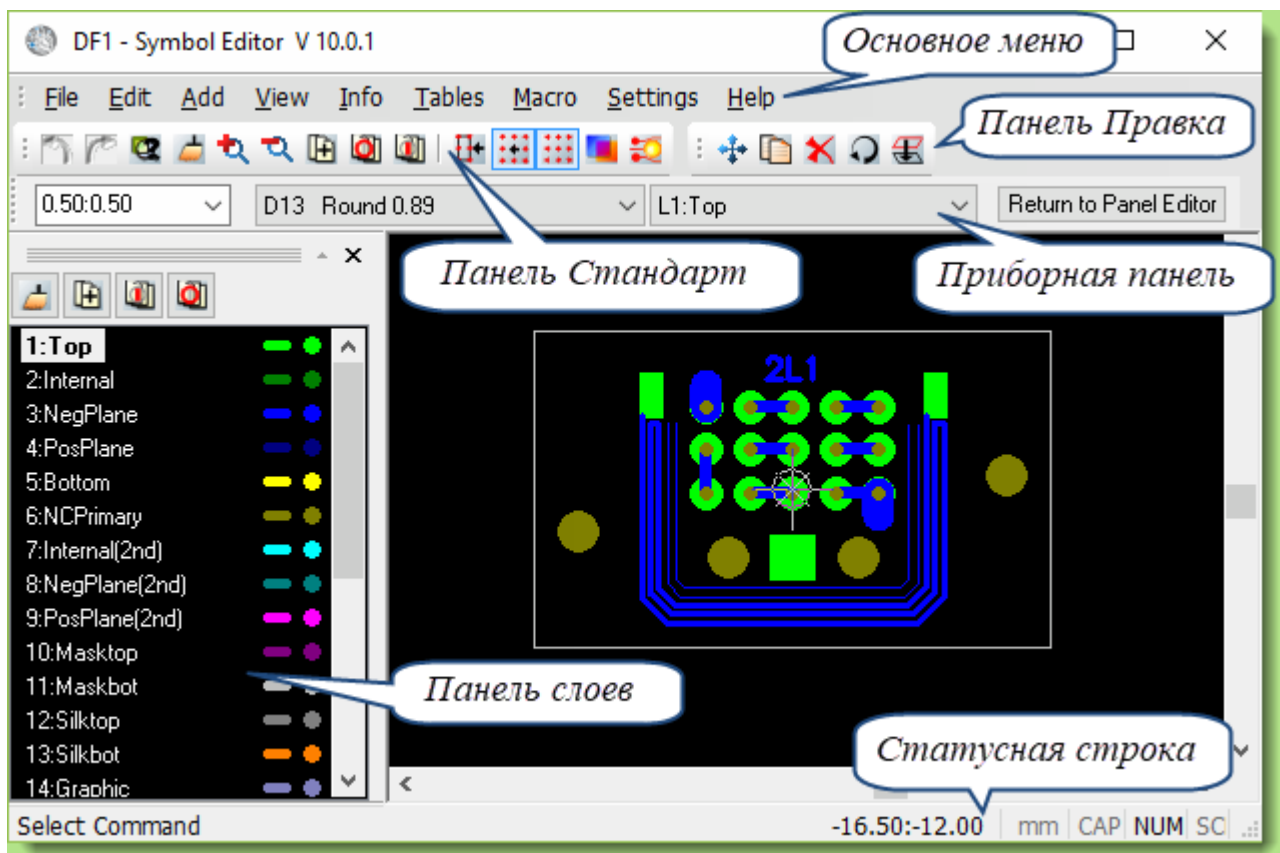 DF1 - Symbol Editor V 10.0.1
Основное меню
File Edit Add View Info Tables Macro Settings Help
Панель Правка
0.50:0.50
D13 Round 0.89
L1:Top
Return to Panel Editor
Панель Стандарт
Приборная панель
1:Top
2:Internal
3:NegPlane
4:PosPlane
5:Bottom
6:NCPrimary
7:Internal(2nd)
8:NegPlane(2nd)
9:PosPlane(2nd)
10:Masktop
11:Maskbot
12:Silktop
13:Silkbot
14:Graphic
2L1
Панель слоев
Статусная строка
Select Command
-16.50:-12.00
mm CAP NUM SC